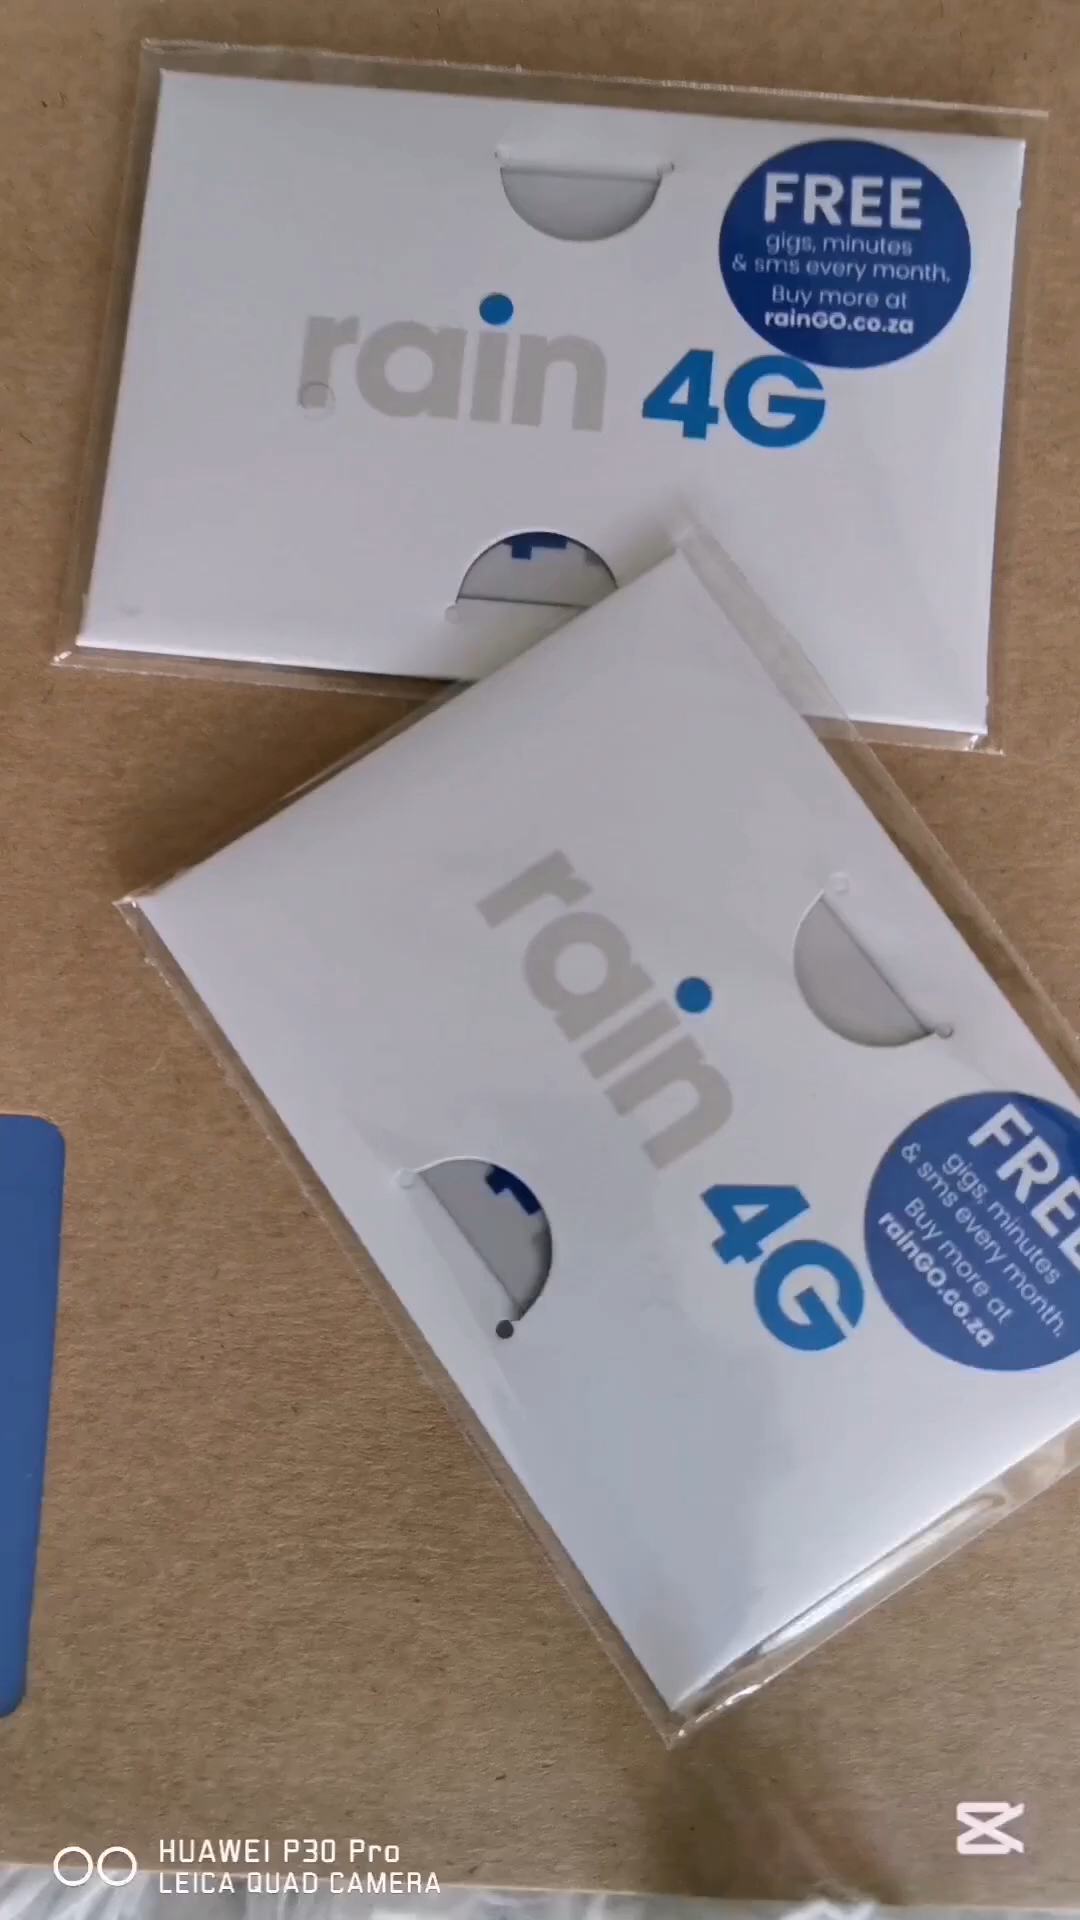 FREE
gigs, minutes
& sms every month.
Buy more at
rainGO.co.za
rain 4G
rain 4G
FREE
gigs, minutes
& sms every month.
Buy more at
rainGO.co.za
HUAWEI P30 Pro
LEICA QUAD CAMERA